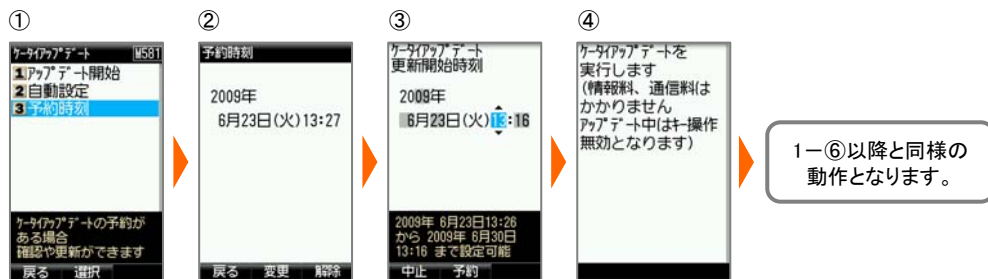 ①
ケータイアップデート M581
1アップデート開始
2自動設定
3予約時刻
ケータイアップデートの予約が
ある場合
確認や更新ができます
戻る 選択
②
予約時刻
2009年
6月23日(火)13:27
戻る 変更 解除
③
ケータイアップデート
更新開始時刻
2009年
6月23日(火)13:16
2009年 6月23日13:26
から 2009年 6月30日
13:16 まで設定可能
中止 予約
④
ケータイアップデートを
実行します
(情報料、通信料は
かかりません
アップデート中はキー操作
無効となります)
1－⑥以降と同様の
動作となります。